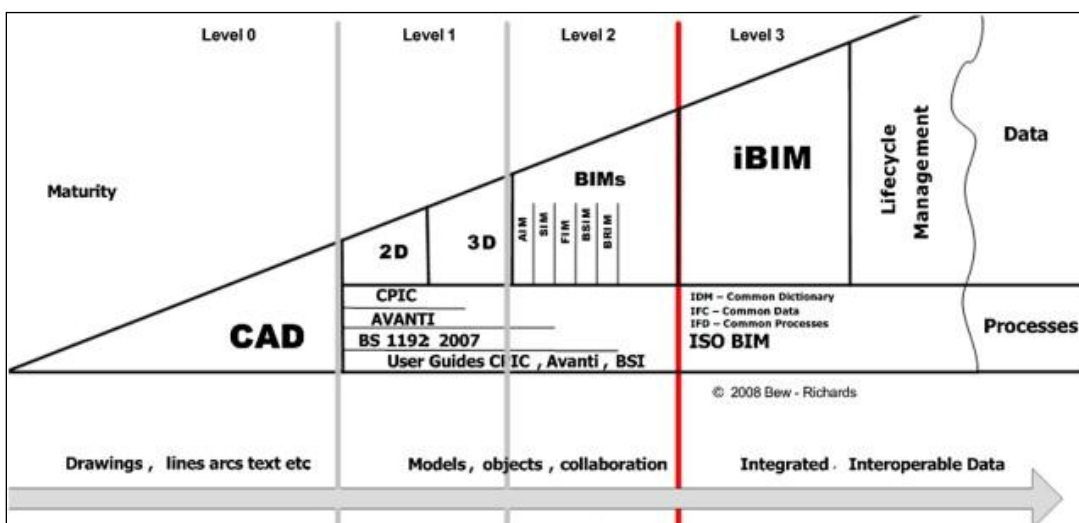 Level 0
Level 1
Level 2
Level 3
Maturity
CAD
2D
3D
BIMs
AIM
SIM
FIM
BSIM
BRIM
iBIM
Lifecycle
Management
Data
CPIC
AVANTI
BS 1192 2007
User Guides CPIC , Avanti , BSI
IDM – Common Dictionary
IFC – Common Data
IFD – Common Processes
ISO BIM
Processes
© 2008 Bew - Richards
Drawings , lines arcs text etc
Models, objects , collaboration
Integrated , Interoperable Data